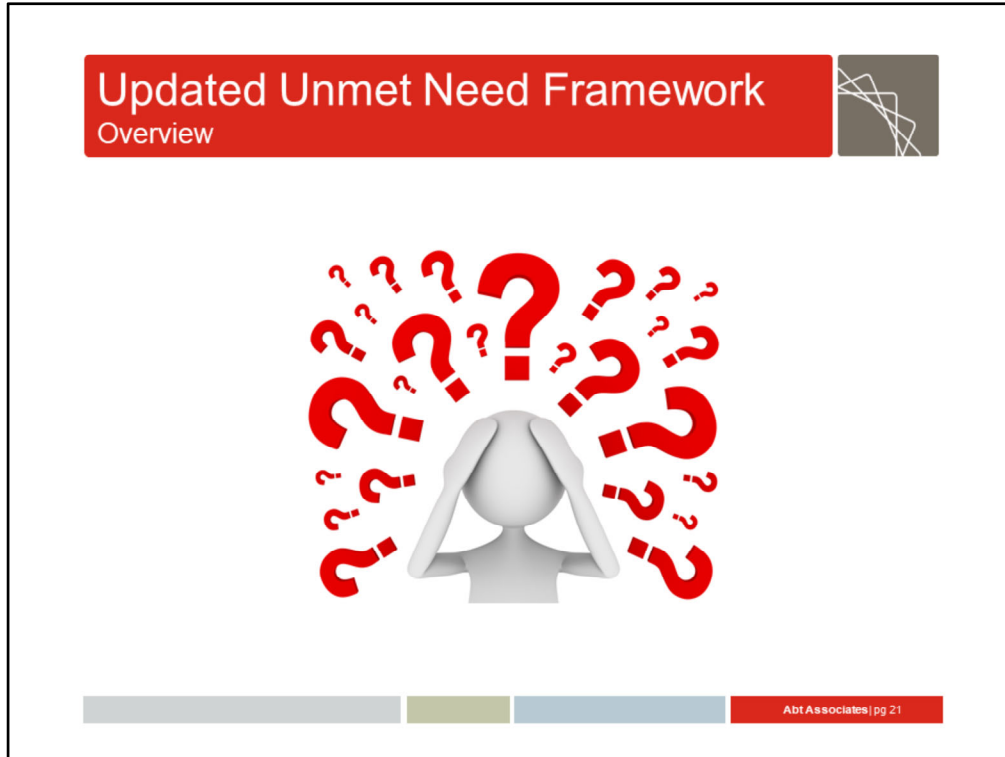 Updated Unmet Need Framework
Overview
Abt Associates| pg 21